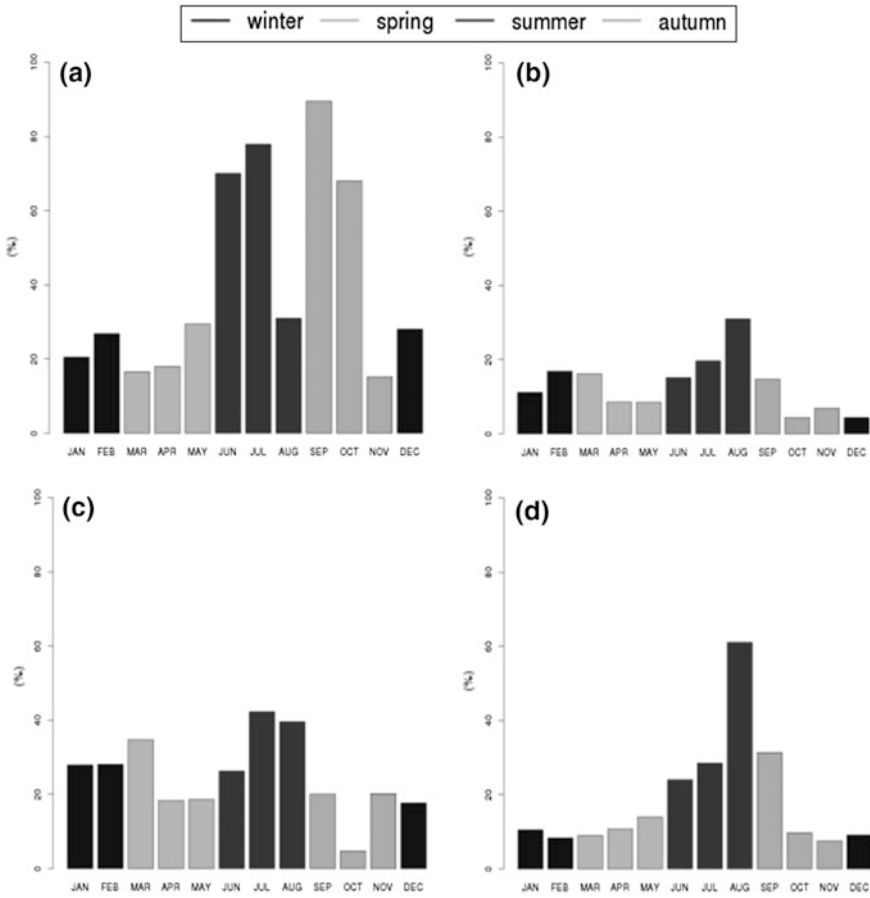 winter spring summer autumn
(a)
(%)
0 20 40 60 80 100
JAN FEB MAR APR MAY JUN JUL AUG SEP OCT NOV DEC
(b)
(%)
0 20 40 60 80 100
JAN FEB MAR APR MAY JUN JUL AUG SEP OCT NOV DEC
(c)
(%)
0 20 40 60 80 100
JAN FEB MAR APR MAY JUN JUL AUG SEP OCT NOV DEC
(d)
(%)
0 20 40 60 80 100
JAN FEB MAR APR MAY JUN JUL AUG SEP OCT NOV DEC